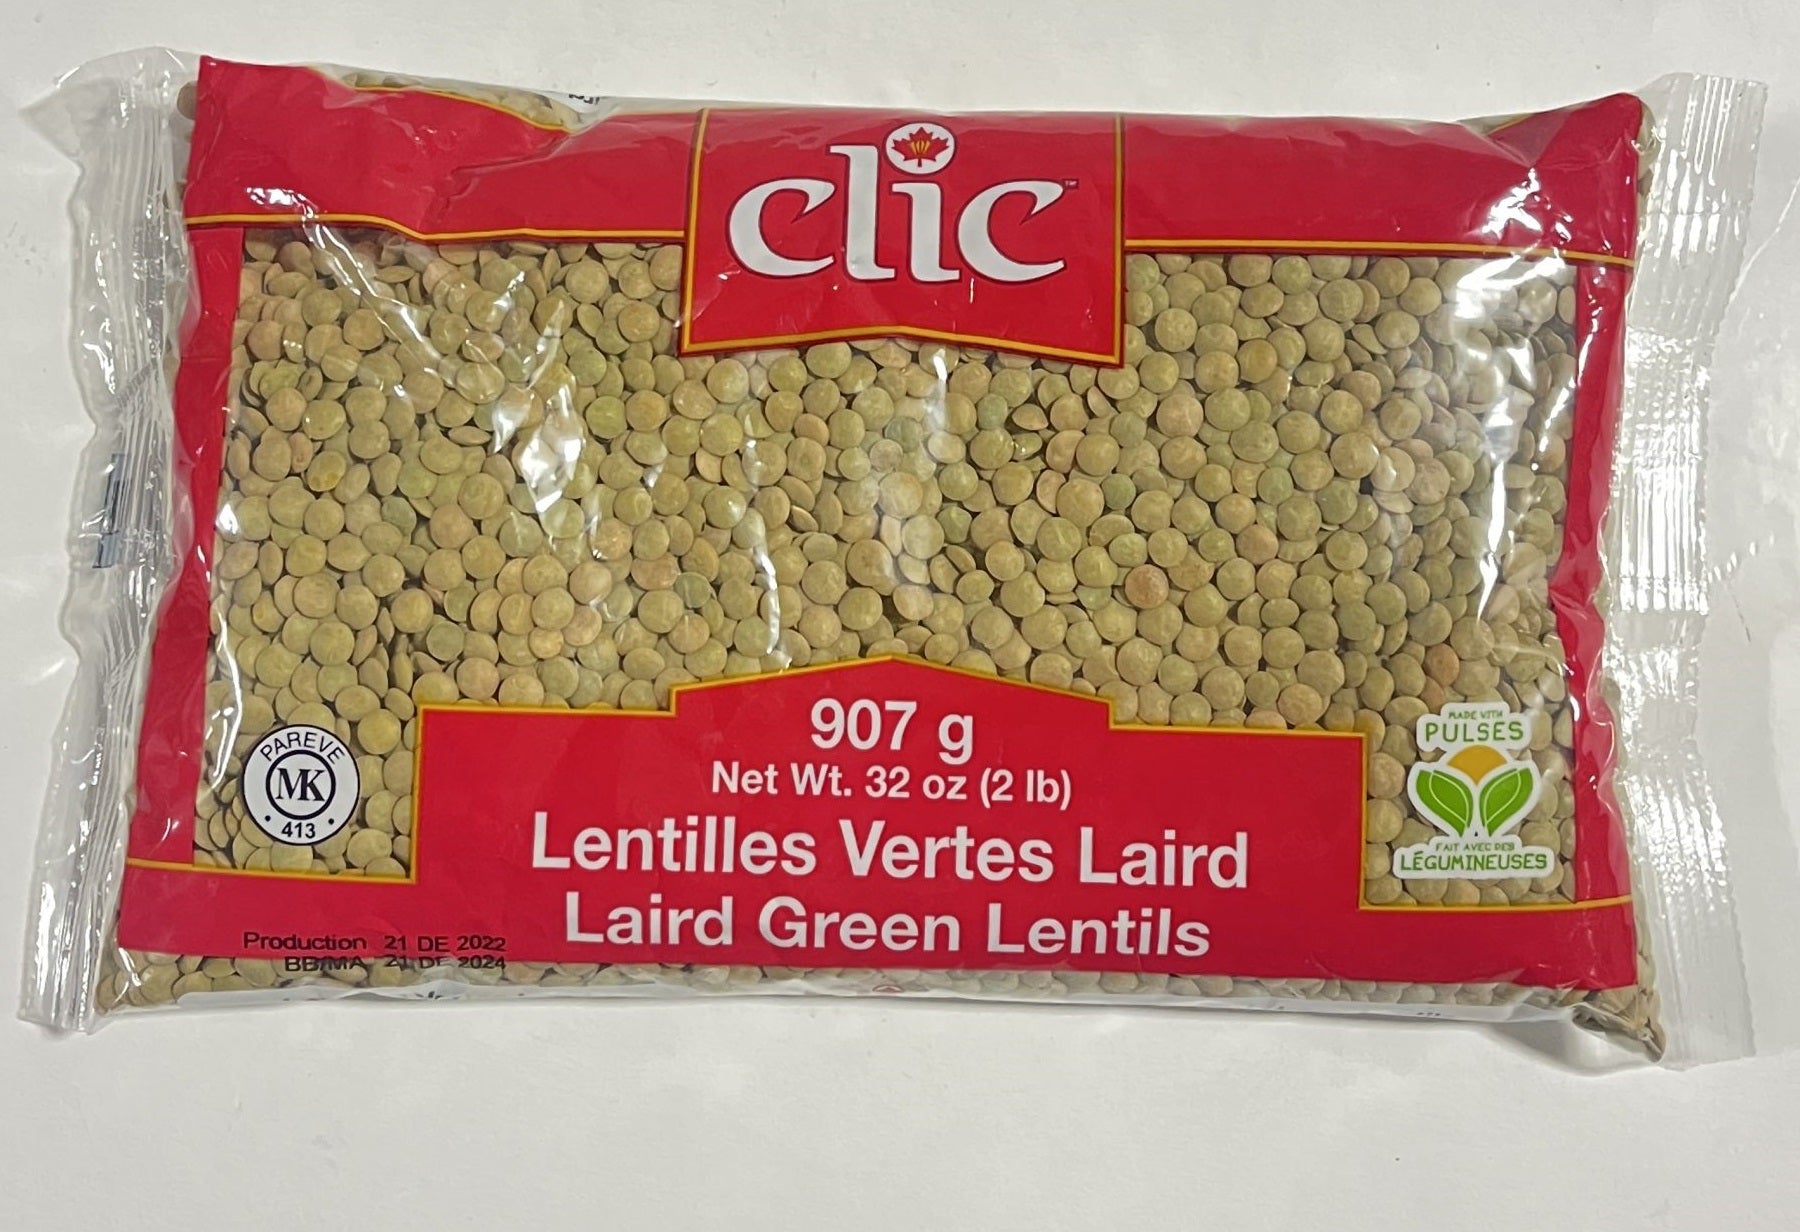 clic™
907 g
Net Wt. 32 oz (2 lb)
Lentilles Vertes Laird
Laird Green Lentils
PAREVE
MK
• 413 •
MADE WITH
PULSES
FAIT AVEC DES
LÉGUMINEUSES
Production 21 DE 2022
BB/MA 21 DE 2024